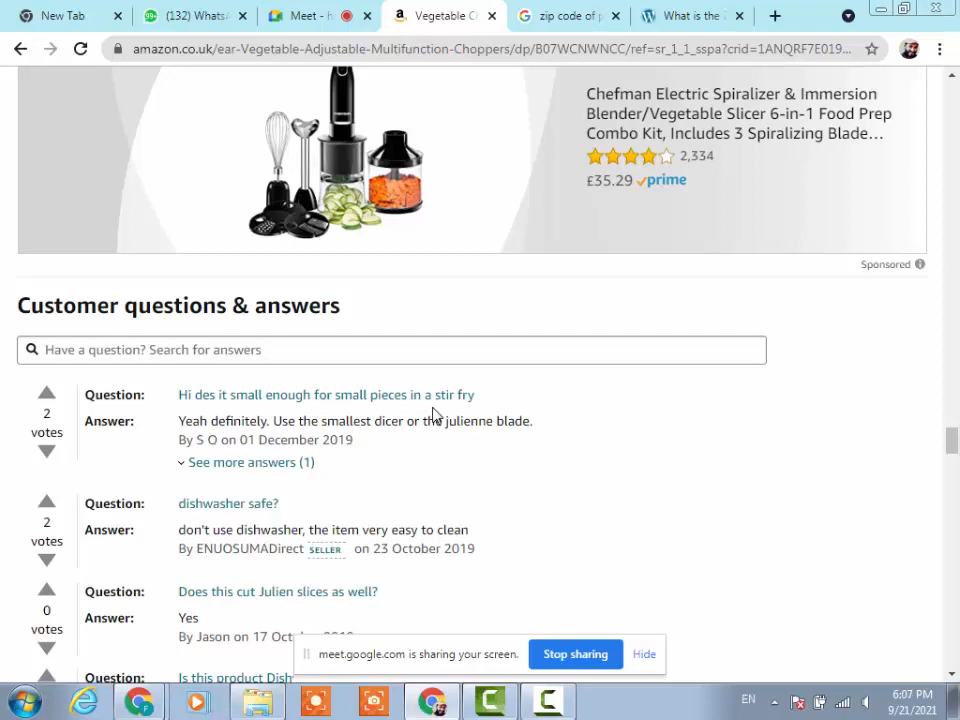 New Tab
(132) Whats
Meet - h
Vegetable C
zip code of p
What is the
amazon.co.uk/ear-Vegetable-Adjustable-Multifunction-Choppers/dp/B07WCNWNCC/ref=sr_1_1_sspa?crid=1ANQRF7E019...
Chefman Electric Spiralizer & Immersion
Blender/Vegetable Slicer 6-in-1 Food Prep
Combo Kit, Includes 3 Spiralizing Blade...
2,334
£35.29 prime
Sponsored
Customer questions & answers
Have a question? Search for answers
2
votes
Question: Hi des it small enough for small pieces in a stir fry
Answer: Yeah definitely. Use the smallest dicer or the julienne blade.
By S O on 01 December 2019
See more answers (1)
2
votes
Question: dishwasher safe?
Answer: don't use dishwasher, the item very easy to clean
By ENUOSUMADirect SELLER on 23 October 2019
0
votes
Question: Does this cut Julien slices as well?
Answer: Yes
By Jason on 17 Oct 2019
Question: Is this product Dish
meet.google.com is sharing your screen.
Stop sharing
Hide
EN
6:07 PM
9/21/2021